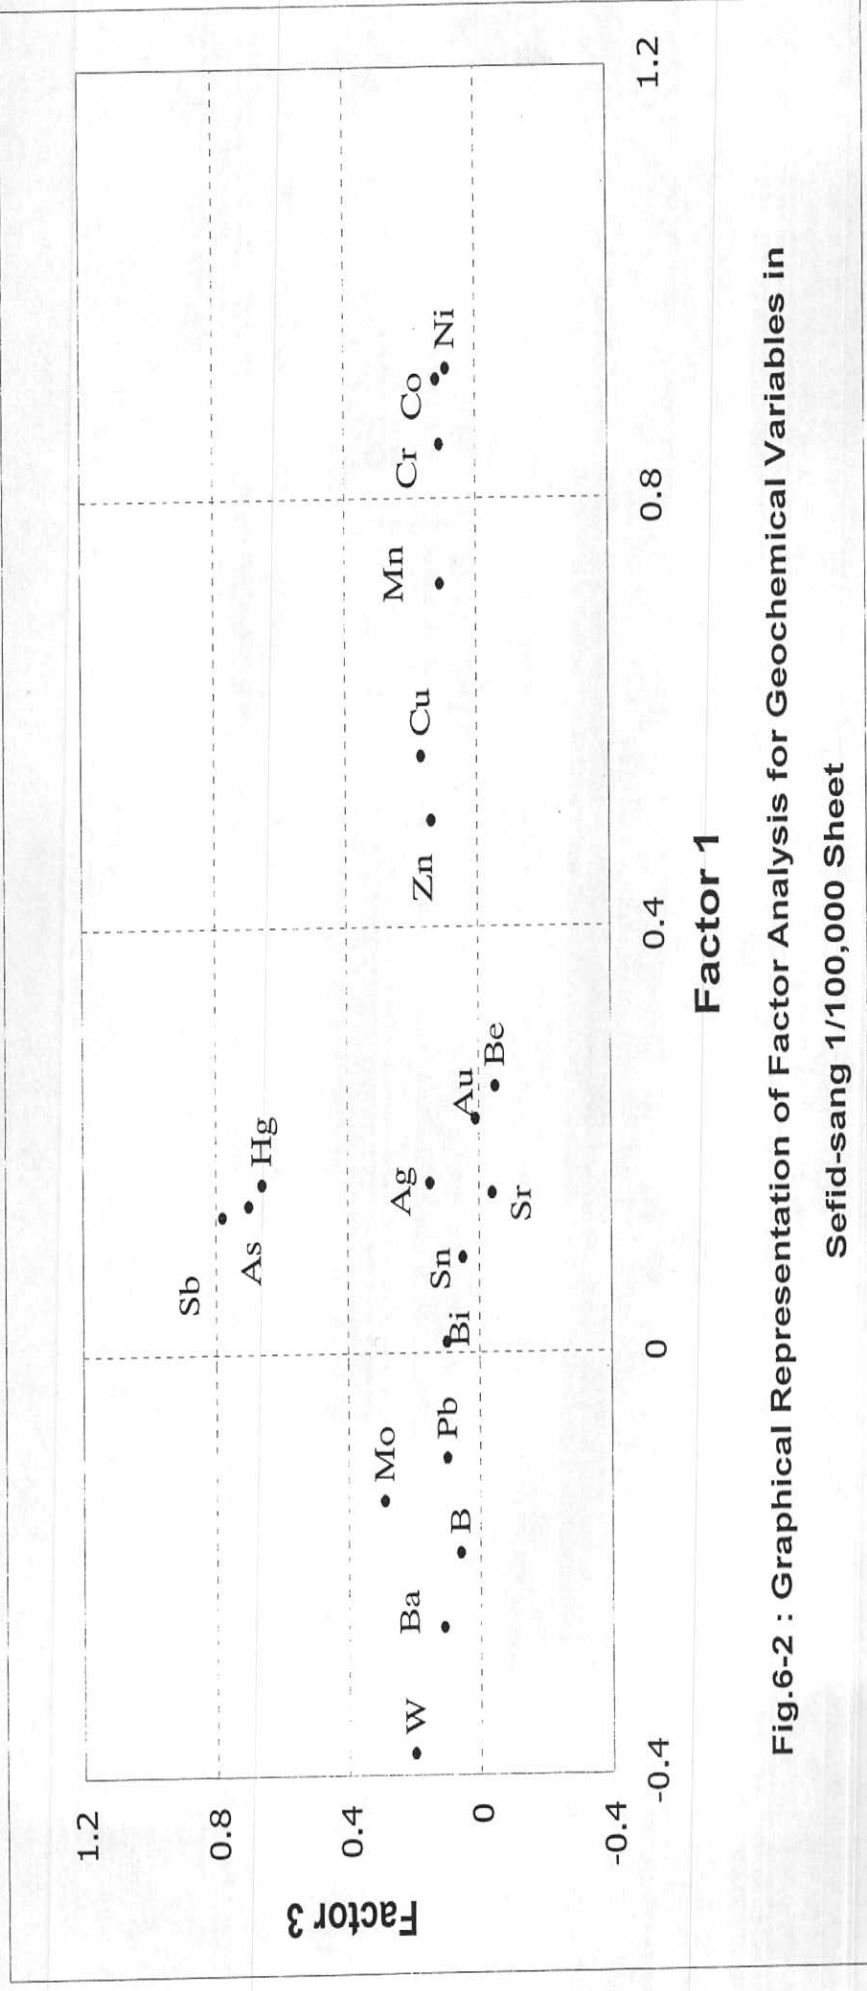 1.2
0.8
0.4
0
-0.4
Factor 3
Sb
As
Hg
Mo
W
Ba
B
Pb
Bi
Sn
Ag
Au
Be
Sr
Zn
Cu
Mn
Cr
Co
Ni
-0.4
0
0.4
0.8
1.2
Factor 1
Fig.6-2 : Graphical Representation of Factor Analysis for Geochemical Variables in
Sefid-sang 1/100,000 Sheet